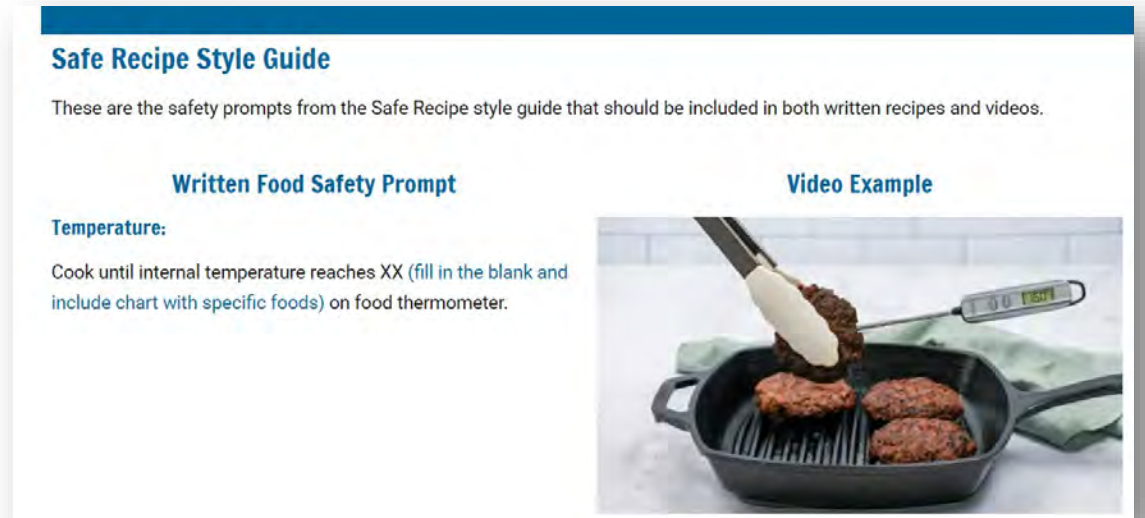 Safe Recipe Style Guide
These are the safety prompts from the Safe Recipe style guide that should be included in both written recipes and videos.
Written Food Safety Prompt
Video Example
Temperature:
Cook until internal temperature reaches XX (fill in the blank and
include chart with specific foods) on food thermometer.